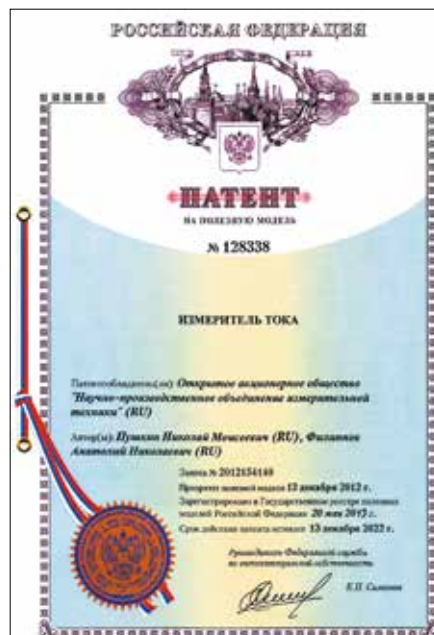 РОССИЙСКАЯ ФЕДЕРАЦИЯ
ПАТЕНТ
НА ПОЛЕЗНУЮ МОДЕЛЬ
№ 128338
ИЗМЕРИТЕЛЬ ТОКА
Патентообладатель(ли): Открытое акционерное общество
"Научно-производственное объединение измерительной
техники" (RU)
Автор(ы): Пушкин Николай Моисеевич (RU), Филатов
Анатолий Николаевич (RU)
Заявка № 2012154140
Приоритет полезной модели 13 декабря 2012 г.
Зарегистрировано в Государственном реестре полезных
моделей Российской Федерации 20 мая 2013 г.
Срок действия патента истекает 13 декабря 2022 г.
Руководитель Федеральной службы
по интеллектуальной собственности